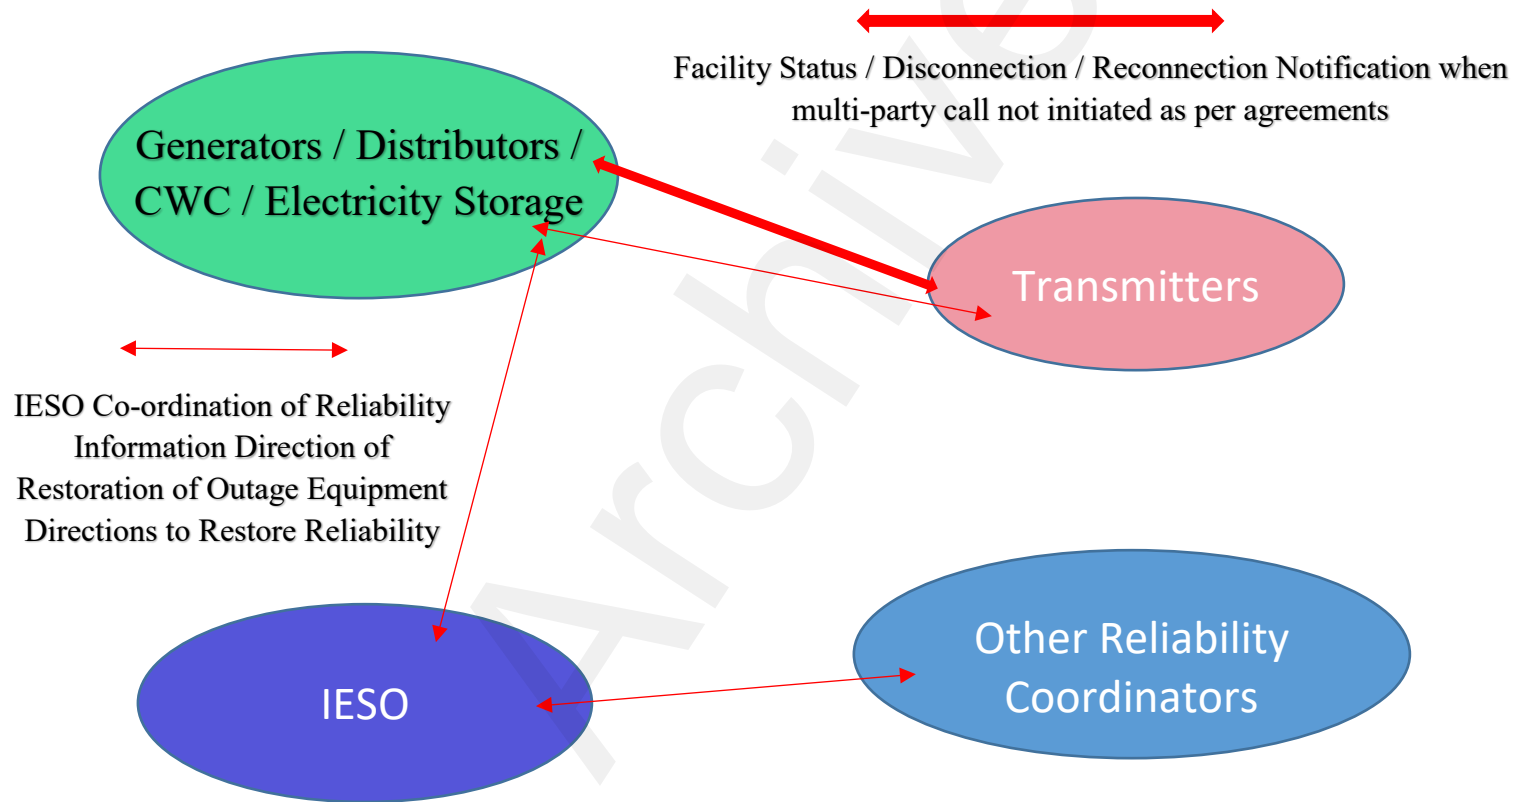 Facility Status / Disconnection / Reconnection Notification when
multi-party call not initiated as per agreements
Generators / Distributors /
CWC / Electricity Storage
Transmitters
IESO Co-ordination of Reliability
Information Direction of
Restoration of Outage Equipment
Directions to Restore Reliability
Other Reliability
Coordinators
IESO
Archive